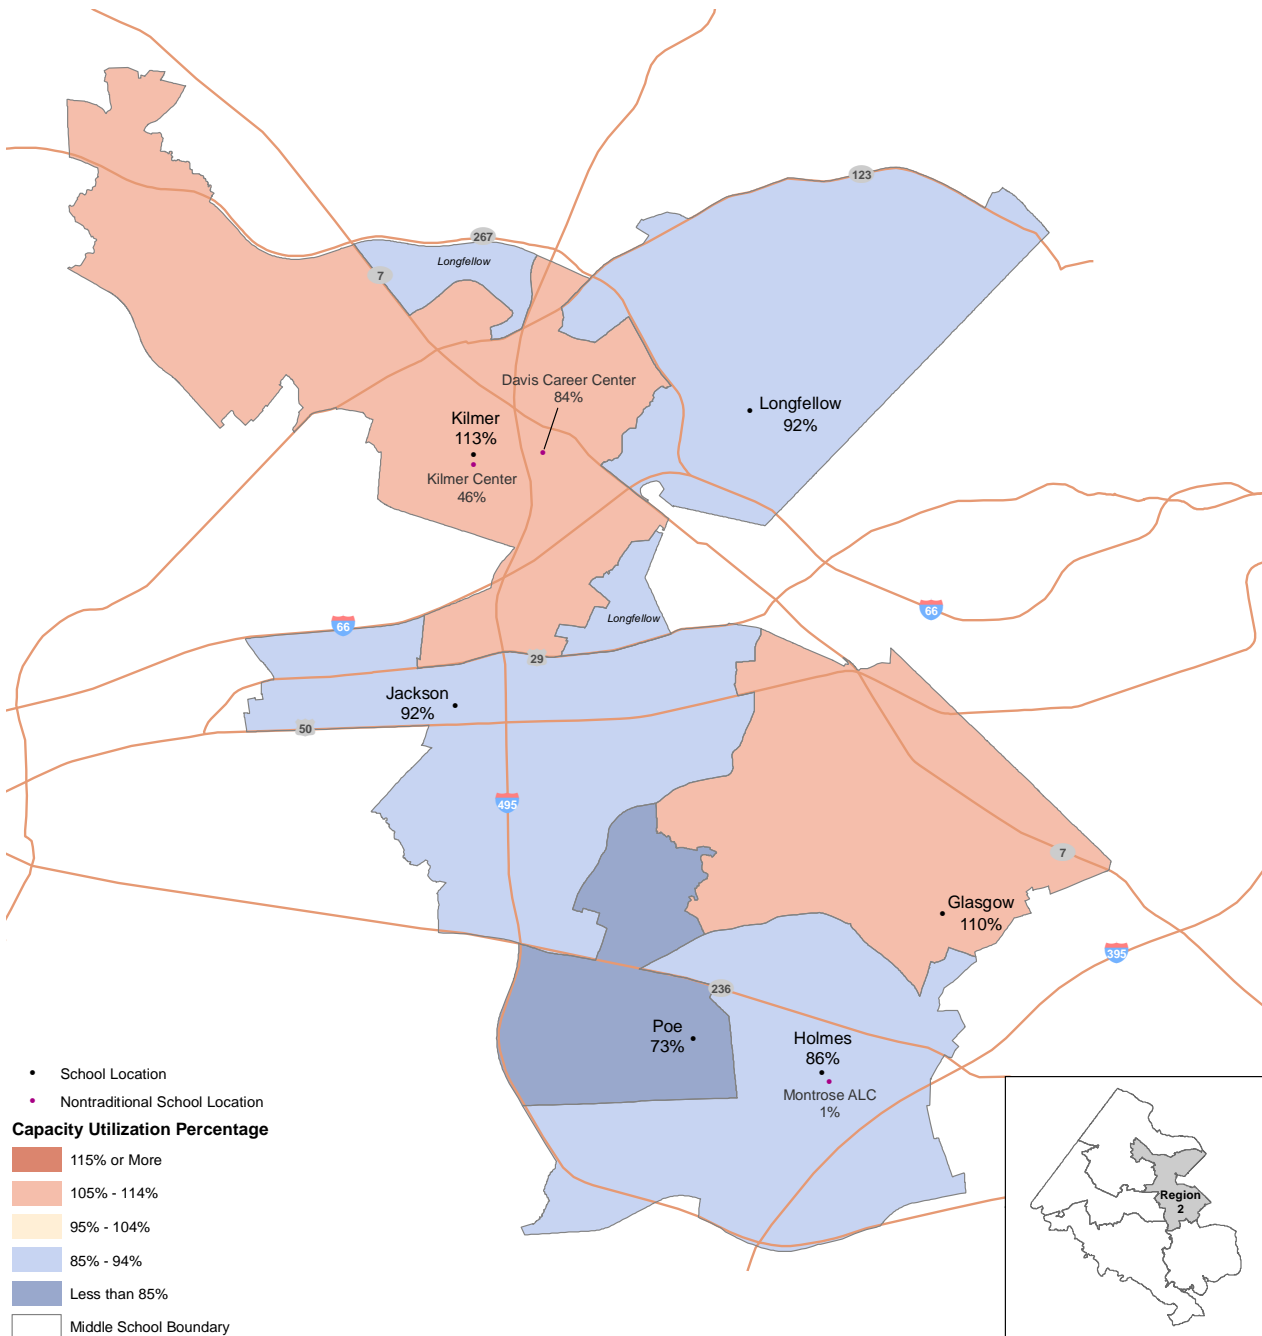 123
267
Longfellow
7
Davis Career Center
84%
Longfellow
92%
Kilmer
113%
Kilmer Center
46%
66
66
Longfellow
29
Jackson
92%
50
495
7
Glasgow
110%
395
236
Poe
73%
Holmes
86%
Montrose ALC
1%
School Location
Nontraditional School Location
Capacity Utilization Percentage
115% or More
105% - 114%
95% - 104%
85% - 94%
Less than 85%
Middle School Boundary
Region
2